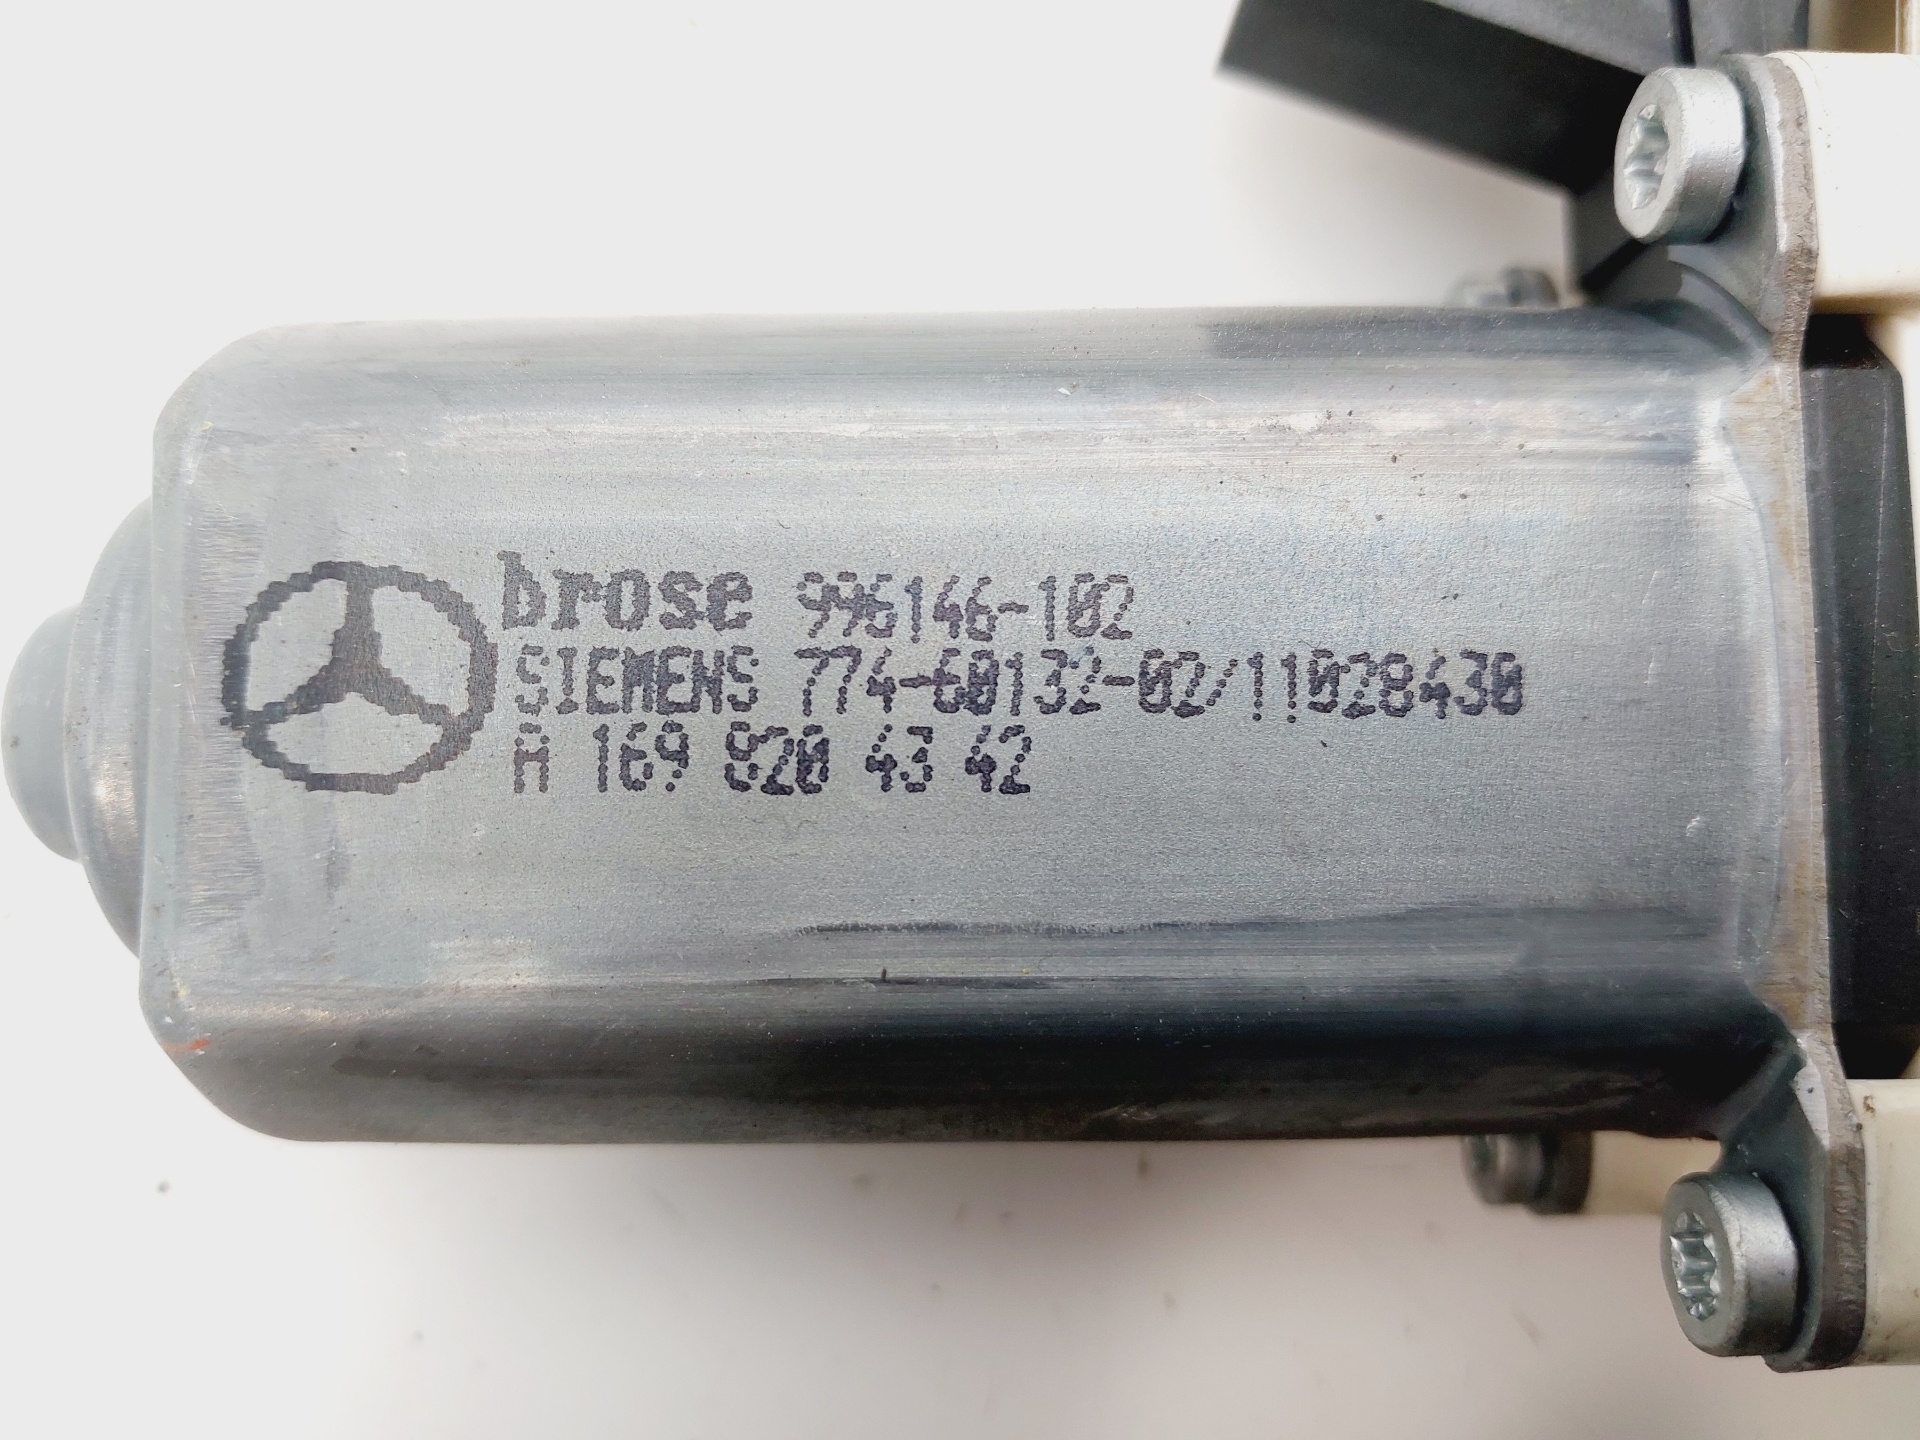 brose 996146-102
SIEMENS 774-60132-02/11028430
A 169 820 43 42